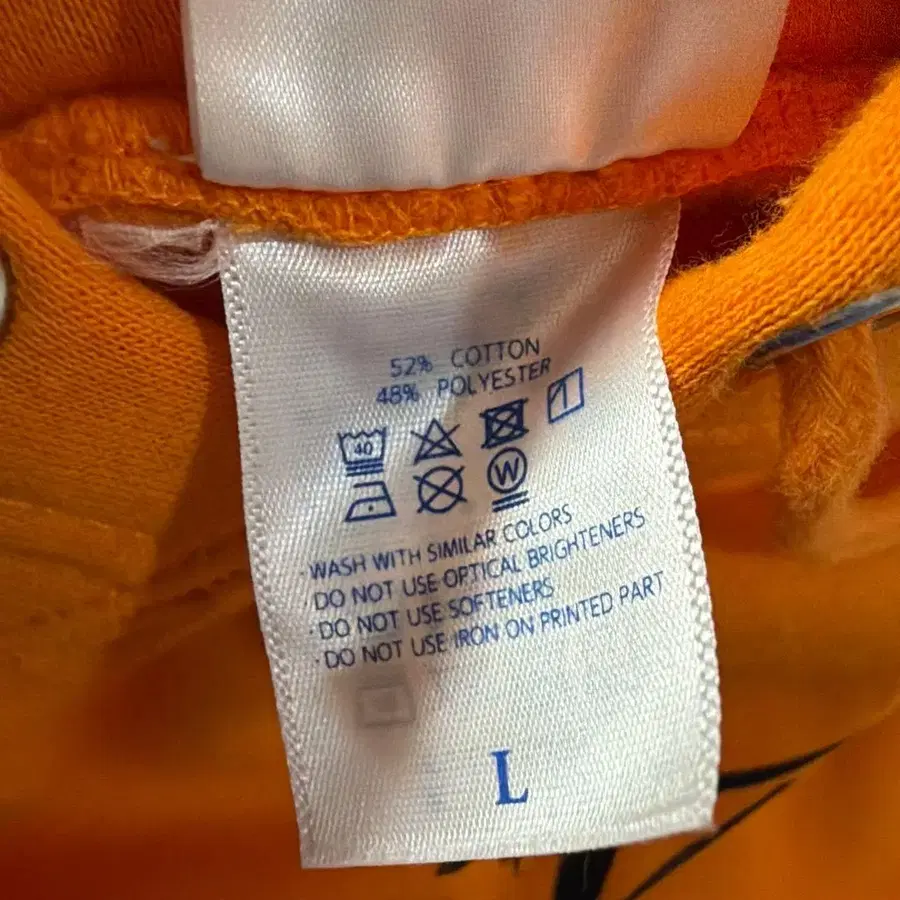 52% COTTON
48% POLYESTER
40
W
· WASH WITH SIMILAR COLORS
· DO NOT USE OPTICAL BRIGHTENERS
· DO NOT USE SOFTENERS
· DO NOT USE IRON ON PRINTED PART
L